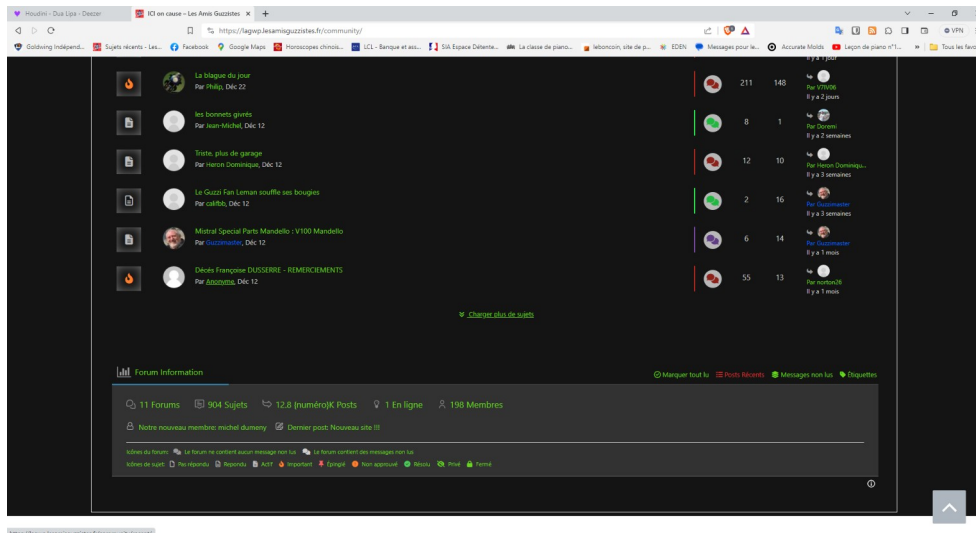 Houdini - Dua Lipa - Deezer
ICI on cause – Les Amis Guzzistes
https://lagwp.lesamisguzzistes.fr/community/
VPN
Goldwing Indépend... Sujets récents - Les... Facebook Google Maps Horoscopes chinois... LCL - Banque et ass... SIA Espace Détente... La classe de piano... leboncoin, site de p... EDEN Messages pour le... Accurate Molds Leçon de piano n°1... » Tous les favo
Il y a 1 jour
La blague du jour
Par Philip, Déc 22
211 148
Par V7IV06
Il y a 2 jours
les bonnets givrés
Par Jean-Michel, Déc 12
8 1
Par Doremi
Il y a 2 semaines
Triste, plus de garage
Par Heron Dominique, Déc 12
12 10
Par Heron Dominiqu...
Il y a 3 semaines
Le Guzzi Fan Leman souffle ses bougies
Par califbb, Déc 12
2 16
Par Guzzimaster
Il y a 3 semaines
Mistral Special Parts Mandello : V100 Mandello
Par Guzzimaster, Déc 12
6 14
Par Guzzimaster
Il y a 1 mois
Décés Françoise DUSSERRE - REMERCIEMENTS
Par Anonyme, Déc 12
55 13
Par norton26
Il y a 1 mois
Charger plus de sujets
Forum Information
Marquer tout lu Posts Récents Messages non lus Étiquettes
11 Forums 904 Sujets 12.8 {numéro}K Posts 1 En ligne 198 Membres
Notre nouveau membre: michel dumeny Dernier post: Nouveau site !!!
Icônes du forum: Le forum ne contient aucun message non lus Le forum contient des messages non lus
Icônes de sujet: Pas répondu Repondu Actif Important Épinglé Non approuvé Résolu Privé Fermé